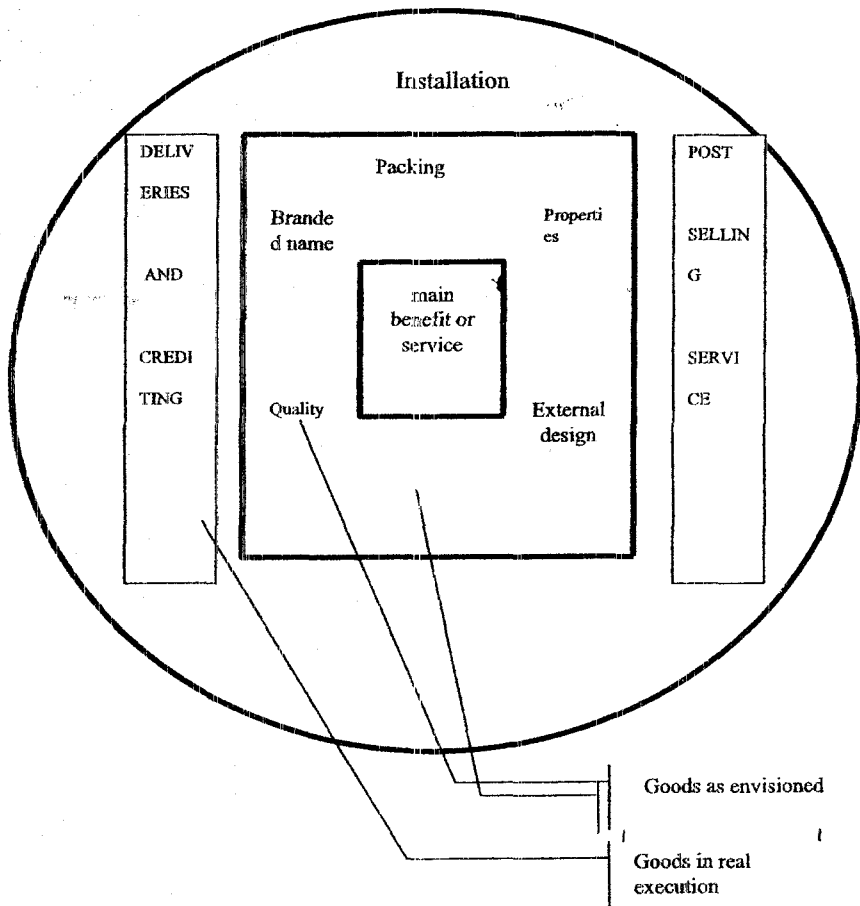 Installation
DELIV
ERIES
AND
CREDI
TING
Packing
Brande
d name
Properti
es
main
benefit or
service
Quality
External
design
POST
SELLIN
G
SERVI
CE
Goods as envisioned
Goods in real
execution